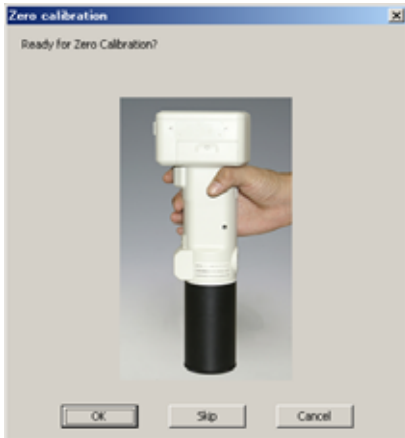 Zero calibration
Ready for Zero Calibration?
OK
Skip
Cancel